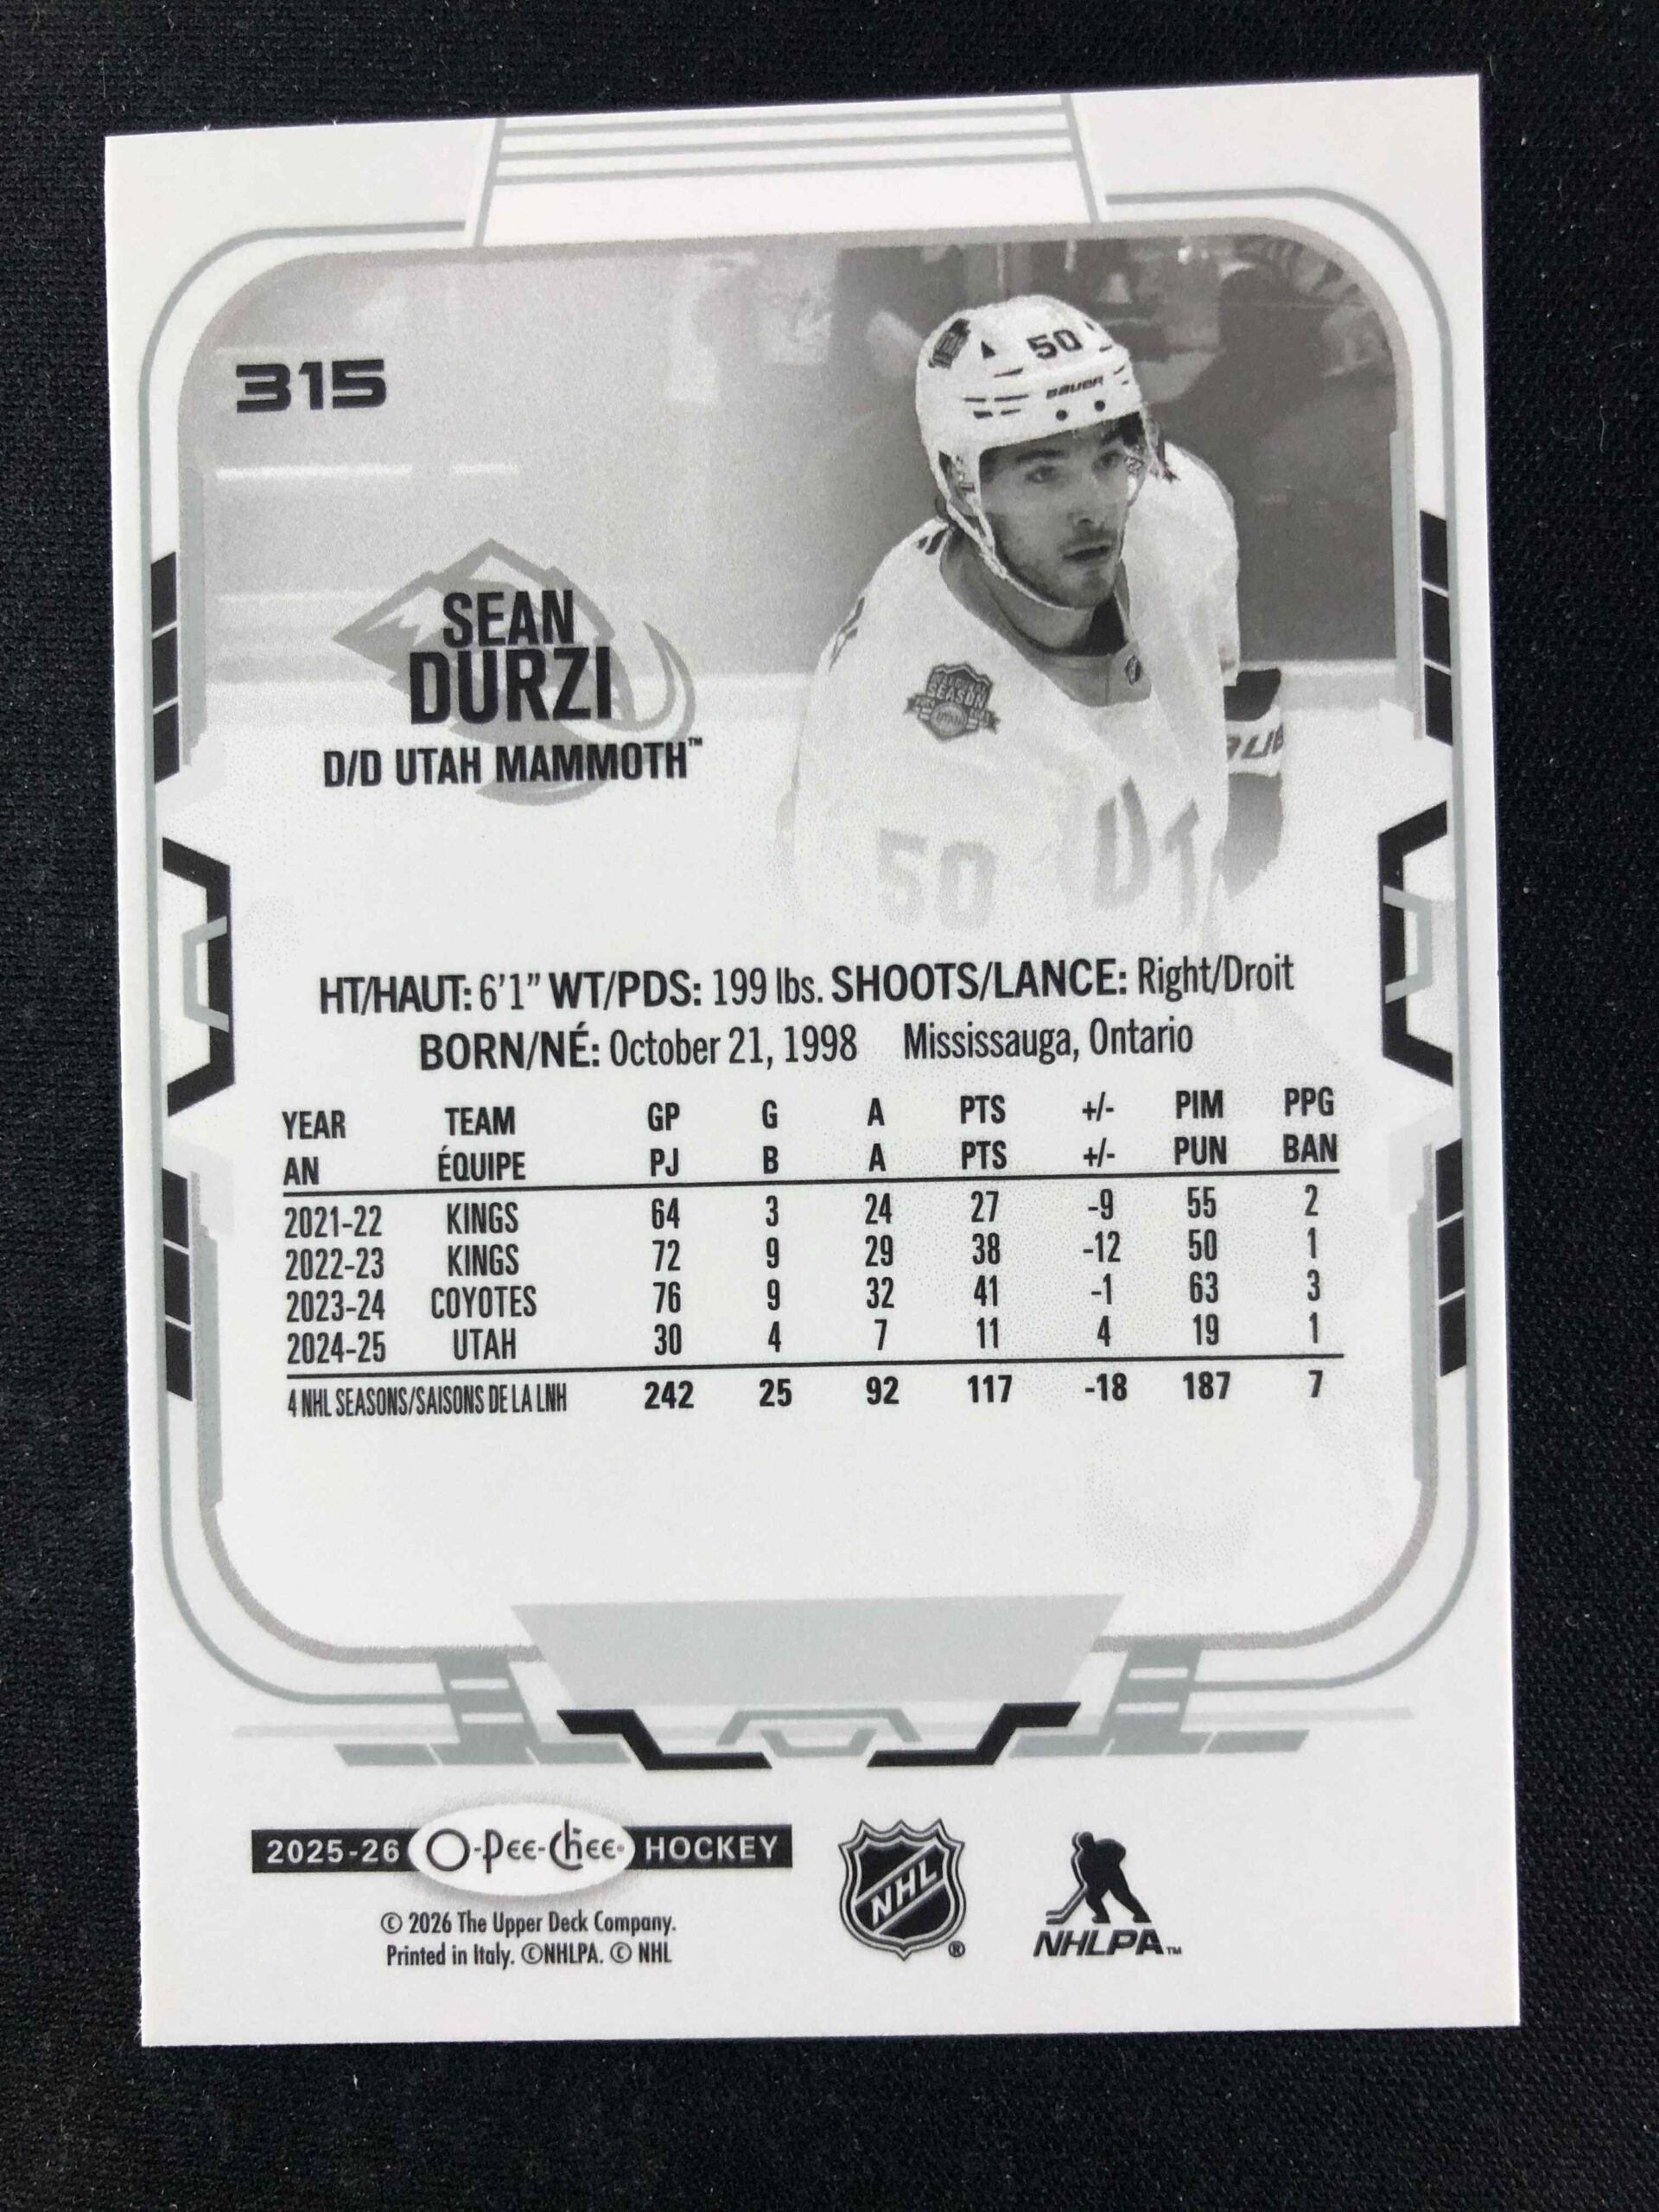 315
50
BAUER
SEAN
DURZI
D/D UTAH MAMMOTH™
SEASON
50
UT
HT/HAUT: 6'1" WT/PDS: 199 lbs. SHOOTS/LANCE: Right/Droit
BORN/NÉ: October 21, 1998 Mississauga, Ontario
YEAR TEAM GP G A PTS +/- PIM PPG
AN ÉQUIPE PJ B A PTS +/- PUN BAN
2021-22 KINGS 64 3 24 27 -9 55 2
2022-23 KINGS 72 9 29 38 -12 50 1
2023-24 COYOTES 76 9 32 41 -1 63 3
2024-25 UTAH 30 4 7 11 4 19 1
4 NHL SEASONS/SAISONS DE LA LNH 242 25 92 117 -18 187 7
2025-26 O-Pee-Chee® HOCKEY
© 2026 The Upper Deck Company.
Printed in Italy. ©NHLPA. © NHL
NHL ®
NHLPA™